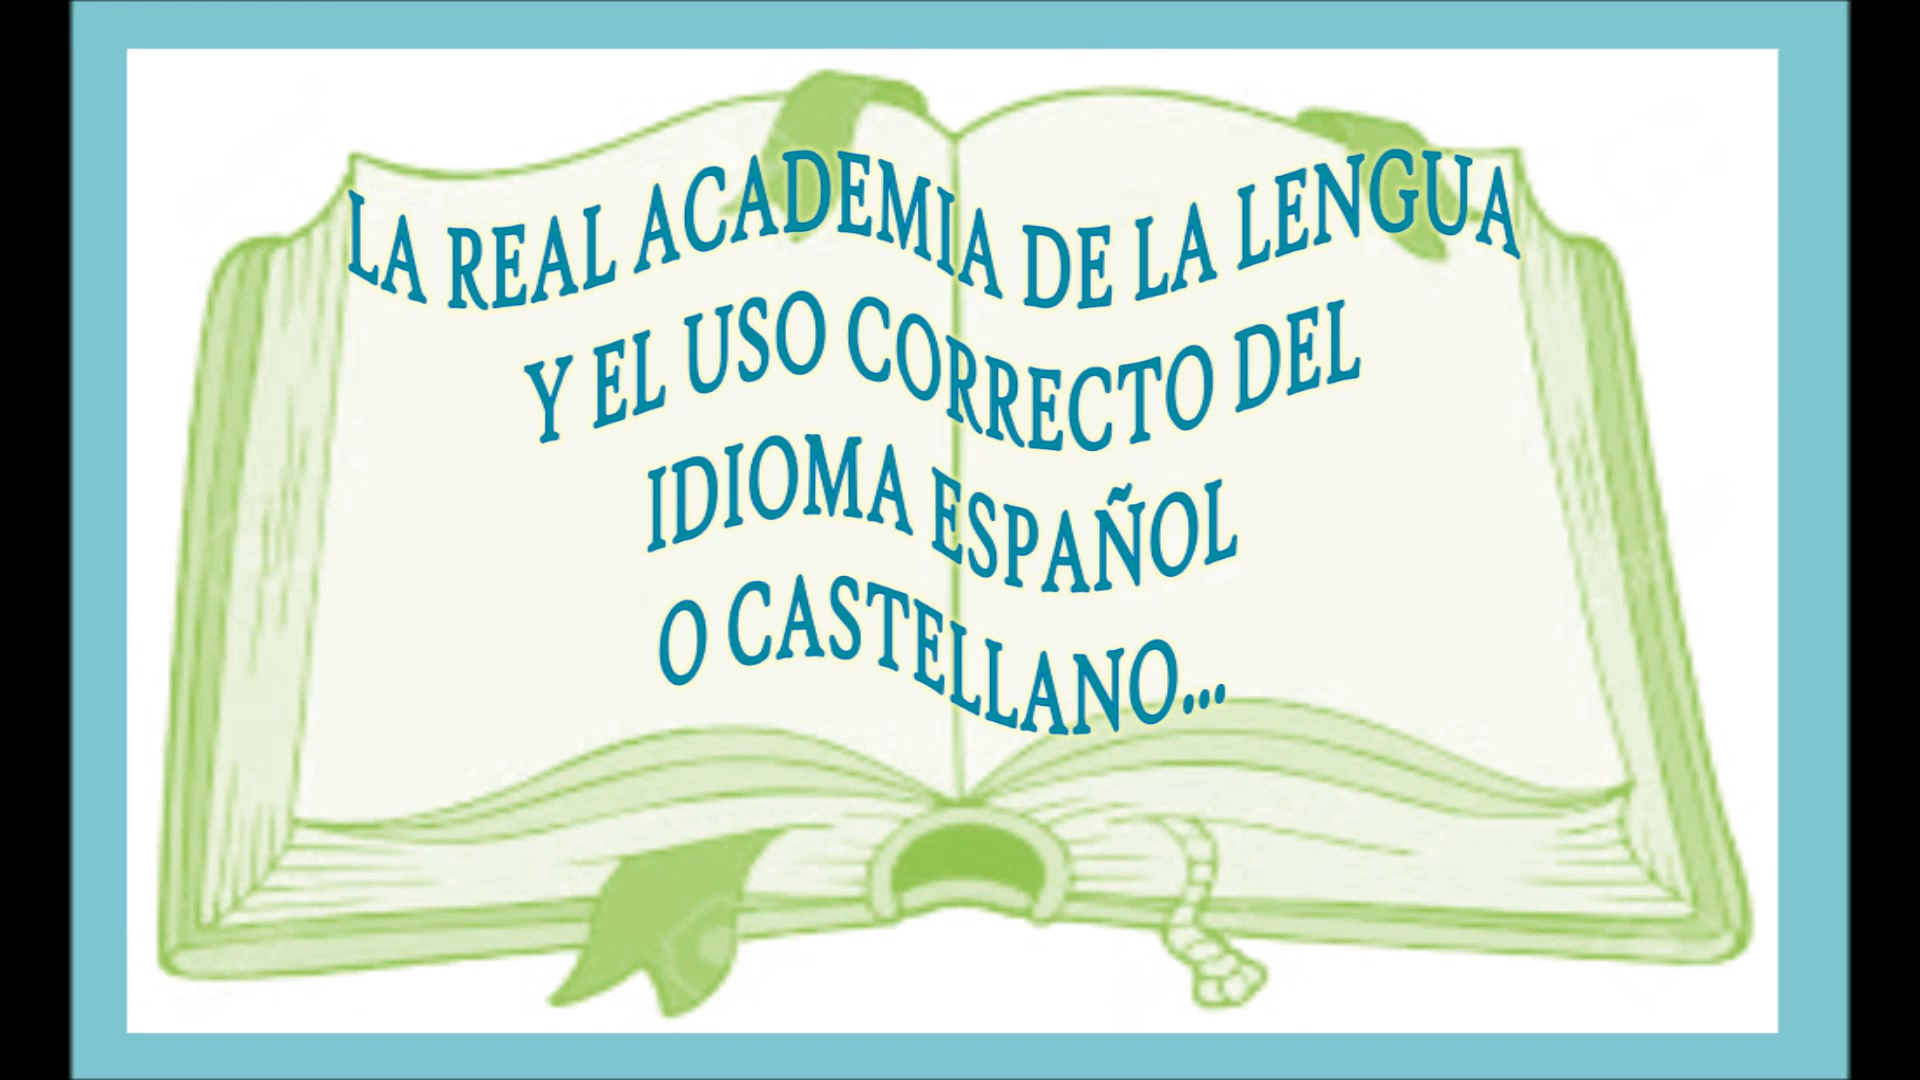 LA REAL ACADEMIA DE LA LENGUA
Y EL USO CORRECTO DEL
IDIOMA ESPAÑOL
O CASTELLANO...